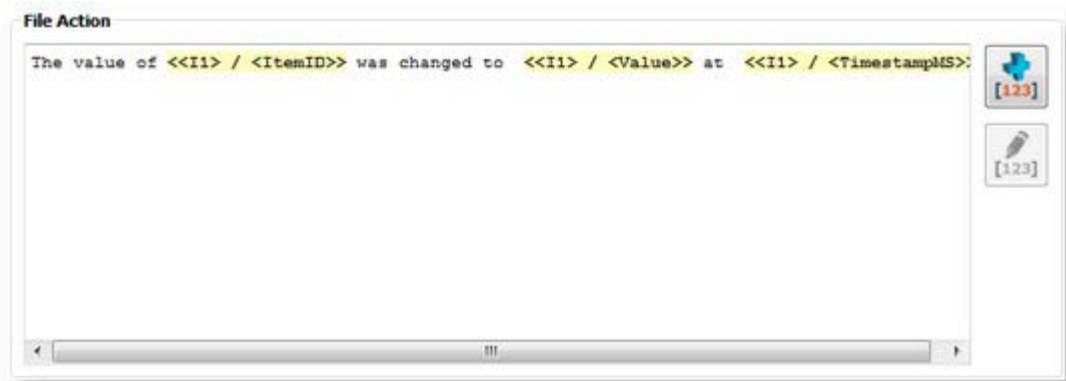 File Action
The value of <<I1> / <ItemID>> was changed to <<I1> / <Value>> at <<I1> / <TimestampMS>>
[123]
[123]